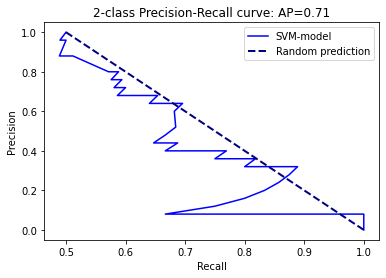 2-class Precision-Recall curve: AP=0.71
SVM-model
Random prediction
Precision
1.0
0.8
0.6
0.4
0.2
0.0
0.5 0.6 0.7 0.8 0.9 1.0
Recall